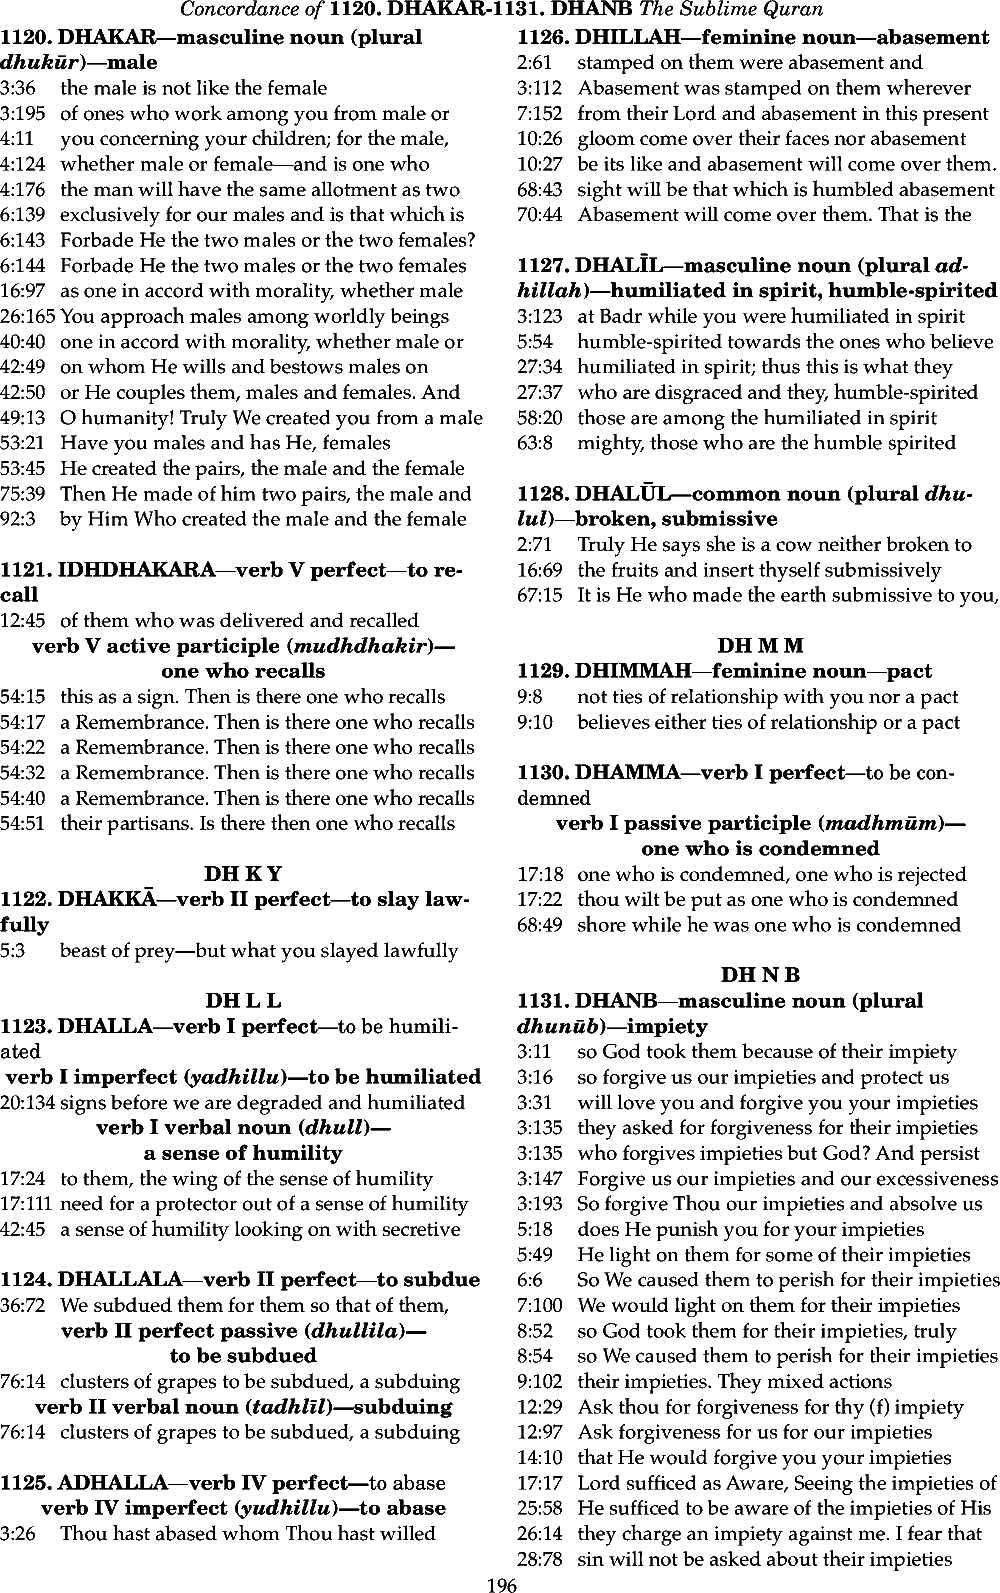 Concordance of 1120. DHAKAR-1131. DHANB The Sublime Quran
1120. DHAKAR—masculine noun (plural
dhukūr)—male
3:36 the male is not like the female
3:195 of ones who work among you from male or
4:11 you concerning your children; for the male,
4:124 whether male or female—and is one who
4:176 the man will have the same allotment as two
6:139 exclusively for our males and is that which is
6:143 Forbade He the two males or the two females?
6:144 Forbade He the two males or the two females
16:97 as one in accord with morality, whether male
26:165 You approach males among worldly beings
40:40 one in accord with morality, whether male or
42:49 on whom He wills and bestows males on
42:50 or He couples them, males and females. And
49:13 O humanity! Truly We created you from a male
53:21 Have you males and has He, females
53:45 He created the pairs, the male and the female
75:39 Then He made of him two pairs, the male and
92:3 by Him Who created the male and the female
1121. IDHDHAKARA—verb V perfect—to re-
call
12:45 of them who was delivered and recalled
verb V active participle (mudhdhakir)—
one who recalls
54:15 this as a sign. Then is there one who recalls
54:17 a Remembrance. Then is there one who recalls
54:22 a Remembrance. Then is there one who recalls
54:32 a Remembrance. Then is there one who recalls
54:40 a Remembrance. Then is there one who recalls
54:51 their partisans. Is there then one who recalls
DH K Y
1122. DHAKKĀ—verb II perfect—to slay law-
fully
5:3 beast of prey—but what you slayed lawfully
DH L L
1123. DHALLA—verb I perfect—to be humili-
ated
verb I imperfect (yadhillu)—to be humiliated
20:134 signs before we are degraded and humiliated
verb I verbal noun (dhull)—
a sense of humility
17:24 to them, the wing of the sense of humility
17:111 need for a protector out of a sense of humility
42:45 a sense of humility looking on with secretive
1124. DHALLALA—verb II perfect—to subdue
36:72 We subdued them for them so that of them,
verb II perfect passive (dhullila)—
to be subdued
76:14 clusters of grapes to be subdued, a subduing
verb II verbal noun (tadhlīl)—subduing
76:14 clusters of grapes to be subdued, a subduing
1125. ADHALLA—verb IV perfect—to abase
verb IV imperfect (yudhillu)—to abase
3:26 Thou hast abased whom Thou hast willed
1126. DHILLAH—feminine noun—abasement
2:61 stamped on them were abasement and
3:112 Abasement was stamped on them wherever
7:152 from their Lord and abasement in this present
10:26 gloom come over their faces nor abasement
10:27 be its like and abasement will come over them.
68:43 sight will be that which is humbled abasement
70:44 Abasement will come over them. That is the
1127. DHALĪL—masculine noun (plural ad-
hillah)—humiliated in spirit, humble-spirited
3:123 at Badr while you were humiliated in spirit
5:54 humble-spirited towards the ones who believe
27:34 humiliated in spirit; thus this is what they
27:37 who are disgraced and they, humble-spirited
58:20 those are among the humiliated in spirit
63:8 mighty, those who are the humble spirited
1128. DHALŪL—common noun (plural dhu-
lul)—broken, submissive
2:71 Truly He says she is a cow neither broken to
16:69 the fruits and insert thyself submissively
67:15 It is He who made the earth submissive to you,
DH M M
1129. DHIMMAH—feminine noun—pact
9:8 not ties of relationship with you nor a pact
9:10 believes either ties of relationship or a pact
1130. DHAMMA—verb I perfect—to be con-
demned
verb I passive participle (madhmūm)—
one who is condemned
17:18 one who is condemned, one who is rejected
17:22 thou wilt be put as one who is condemned
68:49 shore while he was one who is condemned
DH N B
1131. DHANB—masculine noun (plural
dhunūb)—impiety
3:11 so God took them because of their impiety
3:16 so forgive us our impieties and protect us
3:31 will love you and forgive you your impieties
3:135 they asked for forgiveness for their impieties
3:135 who forgives impieties but God? And persist
3:147 Forgive us our impieties and our excessiveness
3:193 So forgive Thou our impieties and absolve us
5:18 does He punish you for your impieties
5:49 He light on them for some of their impieties
6:6 So We caused them to perish for their impieties
7:100 We would light on them for their impieties
8:52 so God took them for their impieties, truly
8:54 so We caused them to perish for their impieties
9:102 their impieties. They mixed actions
12:29 Ask thou for forgiveness for thy (f) impiety
12:97 Ask forgiveness for us for our impieties
14:10 that He would forgive you your impieties
17:17 Lord sufficed as Aware, Seeing the impieties of
25:58 He sufficed to be aware of the impieties of His
26:14 they charge an impiety against me. I fear that
28:78 sin will not be asked about their impieties
196